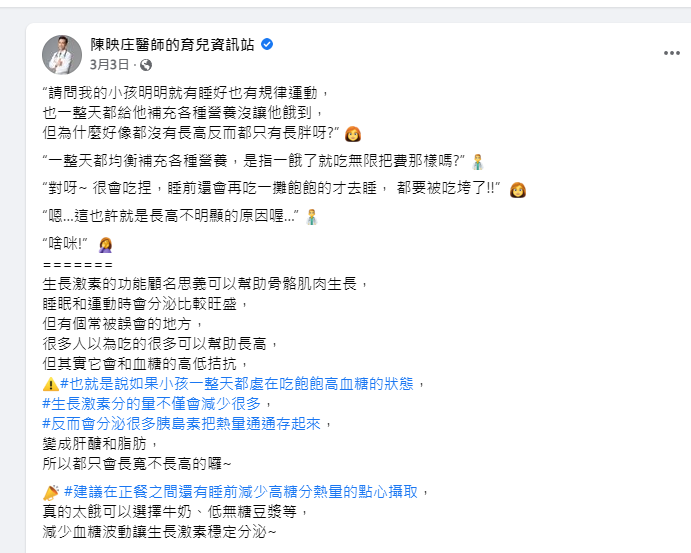 陳映庄醫師的育兒資訊站
3月3日 ·
“請問我的小孩明明就有睡好也有規律運動，
也一整天都給他補充各種營養沒讓他餓到，
但為什麼好像都沒有長高反而都只有長胖呀?” 👩‍🦰
“一整天都均衡補充各種營養，是指一餓了就吃無限把費那樣嗎?” 👨‍⚕️
“對呀~ 很會吃捏，睡前還會再吃一攤飽飽的才去睡， 都要被吃垮了!!” 👩‍🦰
“嗯...這也許就是長高不明顯的原因喔...” 👨‍⚕️
“啥咪!” 🤦‍♀️
=======
生長激素的功能顧名思義可以幫助骨骼肌肉生長，
睡眠和運動時會分泌比較旺盛，
但有個常被誤會的地方，
很多人以為吃的很多可以幫助長高，
但其實它會和血糖的高低拮抗，
⚠️#也就是說如果小孩一整天都處在吃飽飽高血糖的狀態，
#生長激素分的量不僅會減少很多，
#反而會分泌很多胰島素把熱量通通存起來，
變成肝醣和脂肪，
所以都只會長寬不長高的囉~
📣 #建議在正餐之間還有睡前減少高糖分熱量的點心攝取，
真的太餓可以選擇牛奶、低無糖豆漿等，
減少血糖波動讓生長激素穩定分泌~